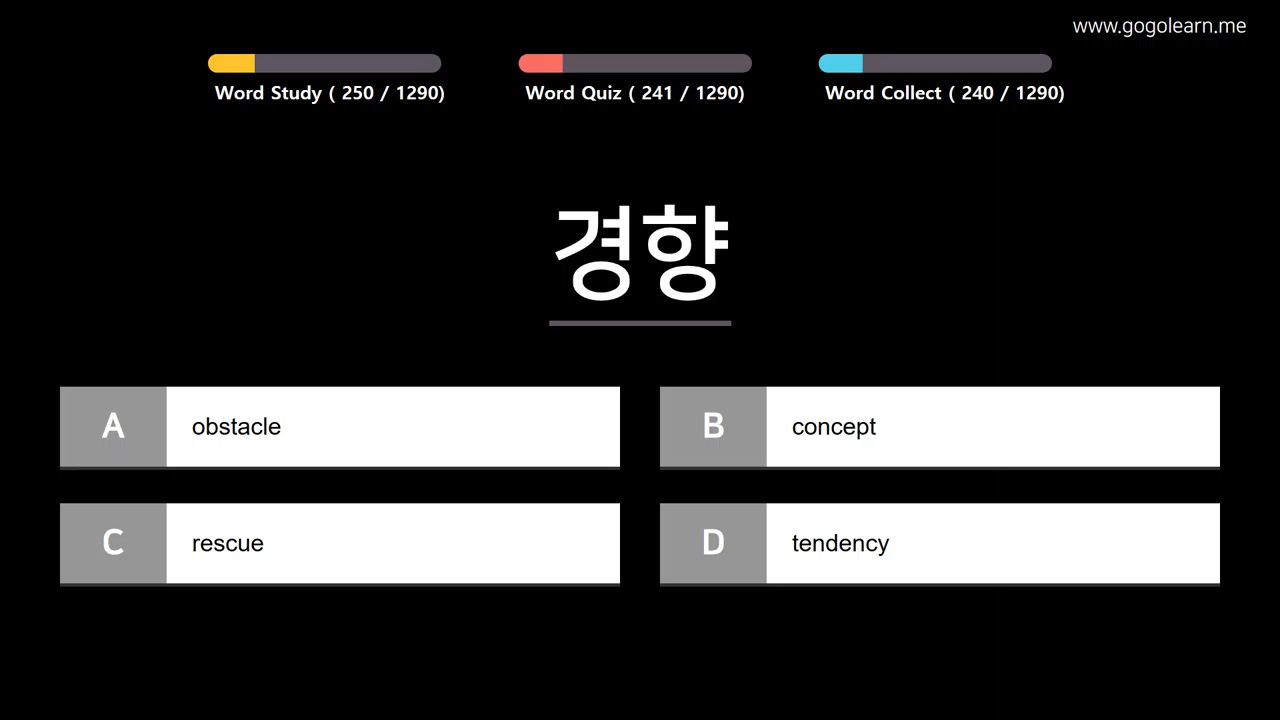 www.gogolearn.me
Word Study ( 250 / 1290)
Word Quiz ( 241 / 1290)
Word Collect ( 240 / 1290)
경향
A obstacle
B concept
C rescue
D tendency